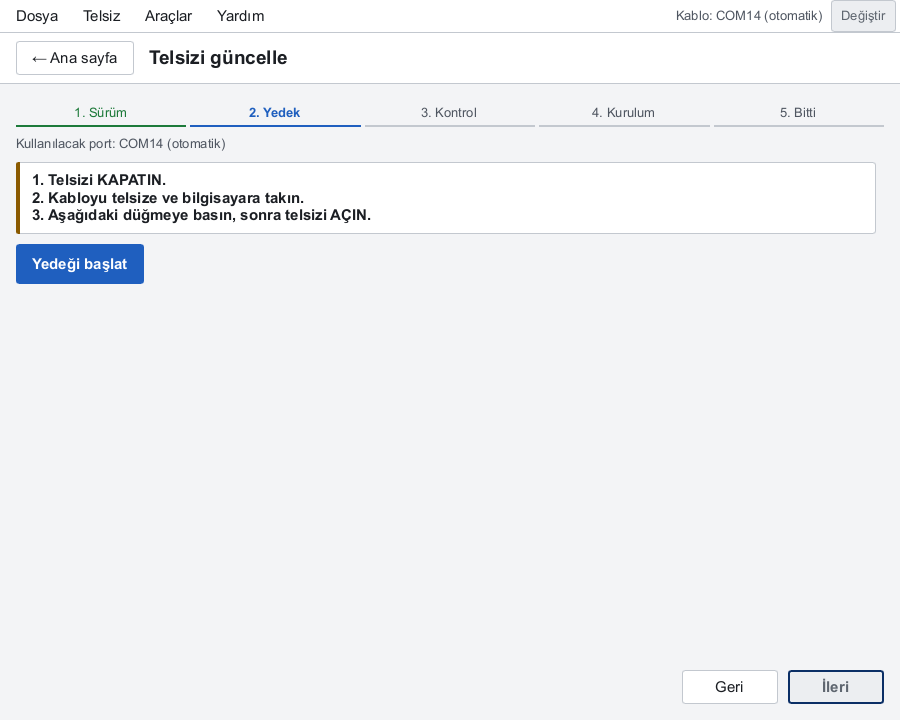 Dosya Telsiz Araçlar Yardım Kablo: COM14 (otomatik) Değiştir
← Ana sayfa Telsizi güncelle
1. Sürüm 2. Yedek 3. Kontrol 4. Kurulum 5. Bitti
Kullanılacak port: COM14 (otomatik)
1. Telsizi KAPATIN.
2. Kabloyu telsize ve bilgisayara takın.
3. Aşağıdaki düğmeye basın, sonra telsizi AÇIN.
Yedeği başlat
Geri İleri